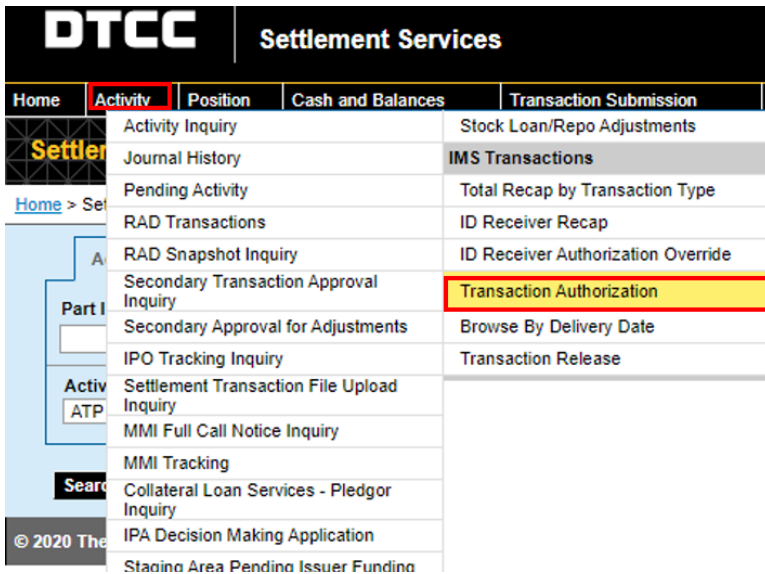 DTCC
Settlement Services
Home Activity Position Cash and Balances Transaction Submission
Activity Inquiry
Journal History
Pending Activity
RAD Transactions
RAD Snapshot Inquiry
Secondary Transaction Approval
Inquiry
Secondary Approval for Adjustments
IPO Tracking Inquiry
Settlement Transaction File Upload
Inquiry
MMI Full Call Notice Inquiry
MMI Tracking
Collateral Loan Services - Pledgor
Inquiry
IPA Decision Making Application
Staging Area Pending Issuer Funding
Stock Loan/Repo Adjustments
IMS Transactions
Total Recap by Transaction Type
ID Receiver Recap
ID Receiver Authorization Override
Transaction Authorization
Browse By Delivery Date
Transaction Release
Home >
Part
ATP
© 2020 The